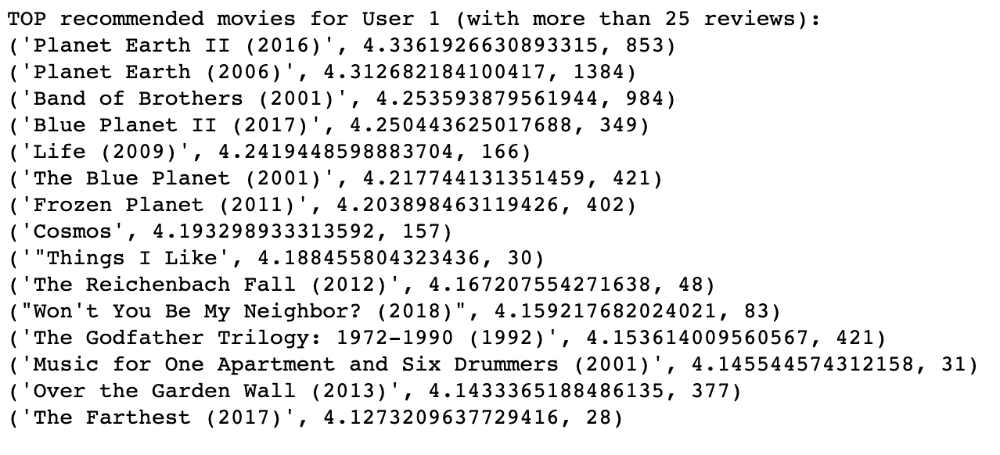 TOP recommended movies for User 1 (with more than 25 reviews):
('Planet Earth II (2016)', 4.3361926630893315, 853)
('Planet Earth (2006)', 4.312682184100417, 1384)
('Band of Brothers (2001)', 4.253593879561944, 984)
('Blue Planet II (2017)', 4.250443625017688, 349)
('Life (2009)', 4.2419448598883704, 166)
('The Blue Planet (2001)', 4.217744131351459, 421)
('Frozen Planet (2011)', 4.203898463119426, 402)
('Cosmos', 4.193298933313592, 157)
('"Things I Like', 4.188455804323436, 30)
('The Reichenbach Fall (2012)', 4.167207554271638, 48)
("Won't You Be My Neighbor? (2018)", 4.159217682024021, 83)
('The Godfather Trilogy: 1972-1990 (1992)', 4.153614009560567, 421)
('Music for One Apartment and Six Drummers (2001)', 4.145544574312158, 31)
('Over the Garden Wall (2013)', 4.1433365188486135, 377)
('The Farthest (2017)', 4.1273209637729416, 28)